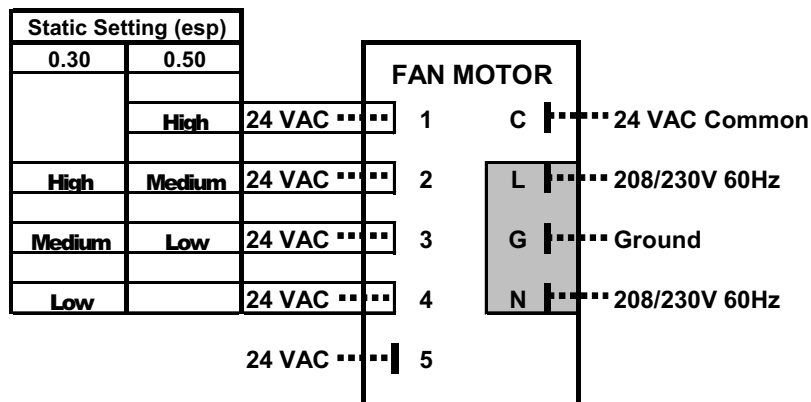 Static Setting (esp)
0.30 0.50
FAN MOTOR
High 24 VAC 1 C 24 VAC Common
High Medium 24 VAC 2 L 208/230V 60Hz
Medium Low 24 VAC 3 G Ground
Low 24 VAC 4 N 208/230V 60Hz
24 VAC 5